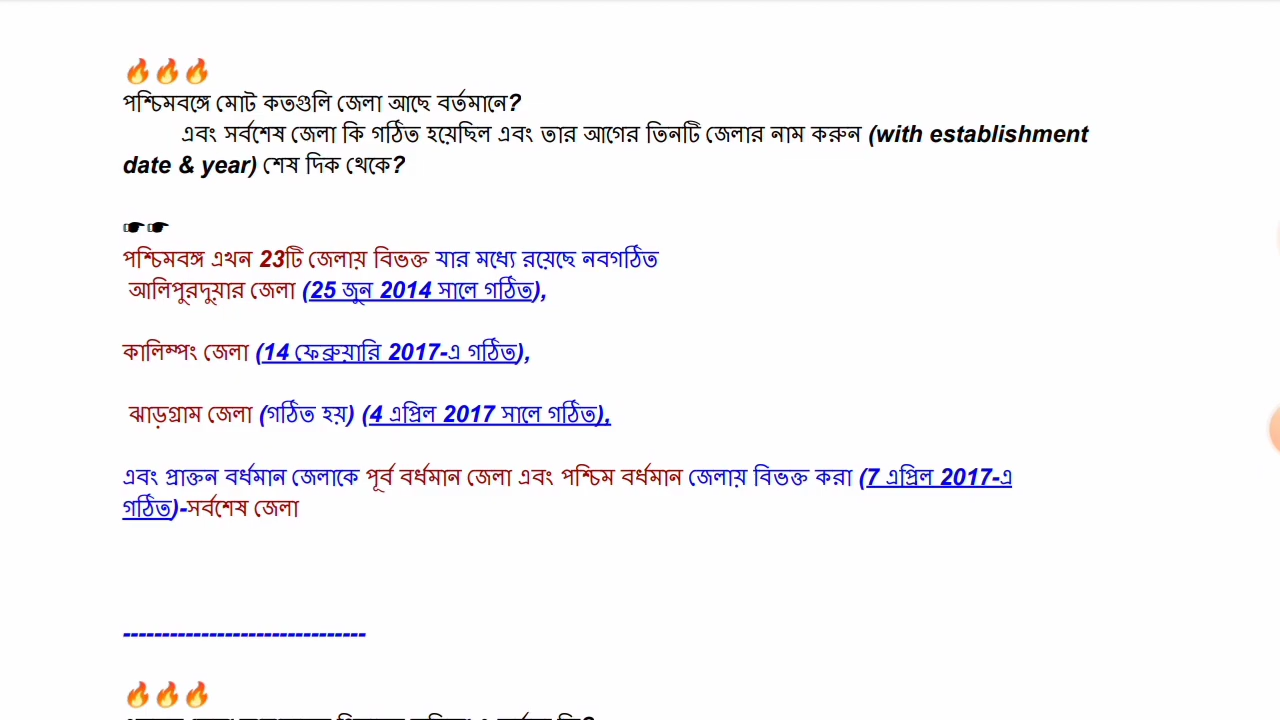 🔥🔥🔥
পশ্চিমবঙ্গে মোট কতগুলি জেলা আছে বর্তমানে?
এবং সর্বশেষ জেলা কি গঠিত হয়েছিল এবং তার আগের তিনটি জেলার নাম করুন (with establishment
date & year) শেষ দিক থেকে?
☛☛
পশ্চিমবঙ্গ এখন 23টি জেলায় বিভক্ত যার মধ্যে রয়েছে নবগঠিত
আলিপুরদুয়ার জেলা (25 জুন 2014 সালে গঠিত),
কালিম্পং জেলা (14 ফেব্রুয়ারি 2017-এ গঠিত),
ঝাড়গ্রাম জেলা (গঠিত হয়) (4 এপ্রিল 2017 সালে গঠিত),
এবং প্রাক্তন বর্ধমান জেলাকে পূর্ব বর্ধমান জেলা এবং পশ্চিম বর্ধমান জেলায় বিভক্ত করা (7 এপ্রিল 2017-এ
গঠিত)-সর্বশেষ জেলা
-------------------------------
🔥🔥🔥